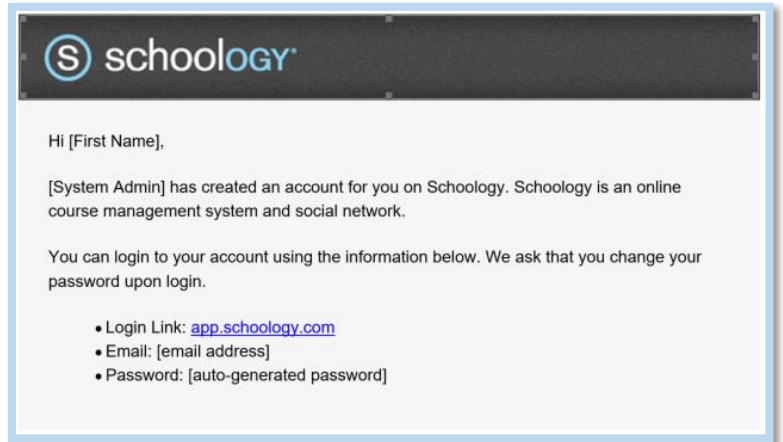 S schoology
Hi [First Name],
[System Admin] has created an account for you on Schoology. Schoology is an online
course management system and social network.
You can login to your account using the information below. We ask that you change your
password upon login.
• Login Link: app.schoology.com
• Email: [email address]
• Password: [auto-generated password]